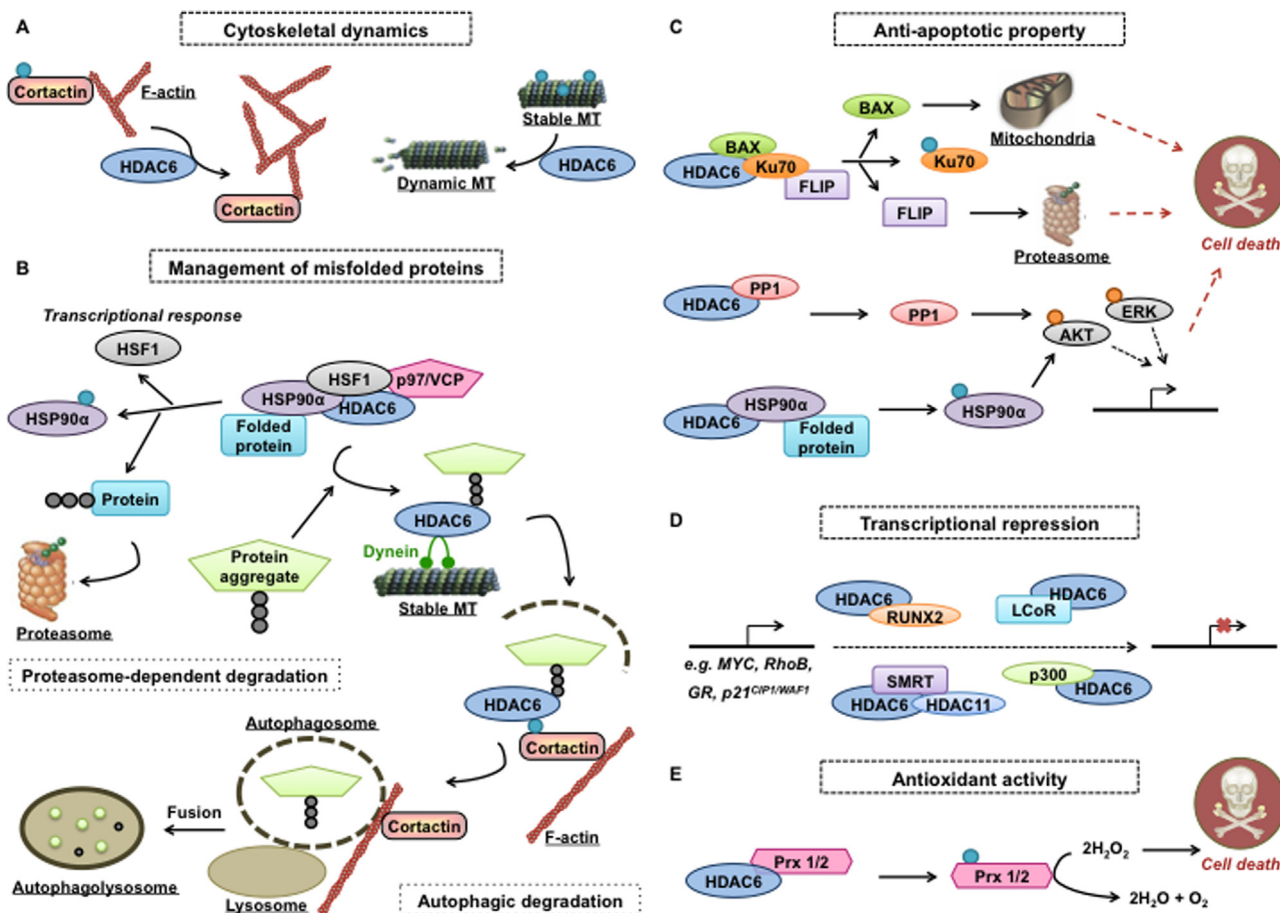 A
Cytoskeletal dynamics
Cortactin
F-actin
HDAC6
Cortactin
Stable MT
HDAC6
Dynamic MT
B
Management of misfolded proteins
Transcriptional response
HSF1
HSP90α
HSF1
p97/VCP
HSP90α
HDAC6
Folded
protein
Protein
Proteasome
Protein
aggregate
HDAC6
Dynein
Stable MT
Proteasome-dependent degradation
HDAC6
Cortactin
F-actin
Autophagosome
Cortactin
Fusion
Autophagolysosome
Lysosome
Autophagic degradation
C
Anti-apoptotic property
BAX
HDAC6
Ku70
FLIP
BAX
Mitochondria
Ku70
FLIP
Proteasome
Cell death
HDAC6
PP1
PP1
AKT
ERK
HDAC6
HSP90α
Folded
protein
HSP90α
D
Transcriptional repression
e.g. MYC, RhoB,
GR, p21CIP1/WAF1
HDAC6
RUNX2
HDAC6
LCoR
SMRT
HDAC6
HDAC11
p300
HDAC6
E
Antioxidant activity
HDAC6
Prx 1/2
Prx 1/2
2H₂O₂
2H₂O + O₂
Cell death